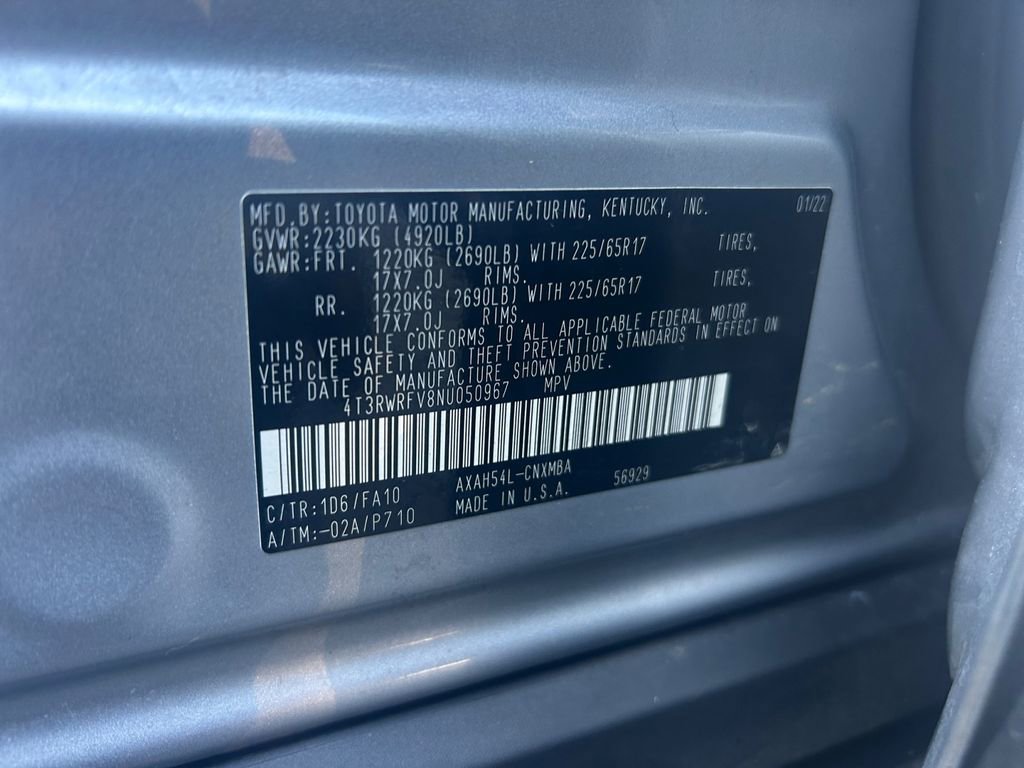 MFD.BY:TOYOTA MOTOR MANUFACTURING, KENTUCKY, INC. 01/22
GVWR:2230KG (4920LB)
GAWR:FRT. 1220KG (2690LB) WITH 225/65R17 TIRES,
17X7.0J RIMS.
RR. 1220KG (2690LB) WITH 225/65R17 TIRES,
17X7.0J RIMS.
THIS VEHICLE CONFORMS TO ALL APPLICABLE FEDERAL MOTOR
VEHICLE SAFETY AND THEFT PREVENTION STANDARDS IN EFFECT ON
THE DATE OF MANUFACTURE SHOWN ABOVE.
4T3RWRFV8NU050967 MPV
C/TR:1D6/FA10 AXAH54L-CNXMBA 56929
A/TM:-02A/P710 MADE IN U.S.A.